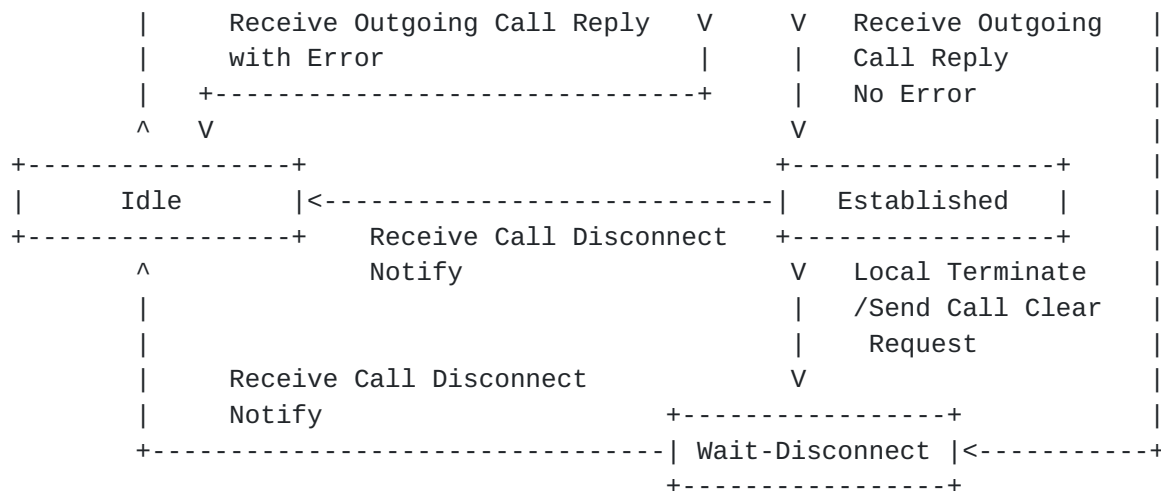 |     Receive Outgoing Call Reply   V     V   Receive Outgoing   |
|     with Error                    |     |   Call Reply         |
|   +-------------------------------+     |   No Error           |
^   V                                     V                      |
+-----------------+                              +-----------------+     |
|      Idle       |<-----------------------------|   Established   |     |
+-----------------+    Receive Call Disconnect   +-----------------+     |
^              Notify                     V   Local Terminate    |
|                                         |   /Send Call Clear   |
|                                         |    Request           |
|     Receive Call Disconnect             V                      |
|     Notify                      +-----------------+            |
+---------------------------------| Wait-Disconnect |<-----------+
+-----------------+